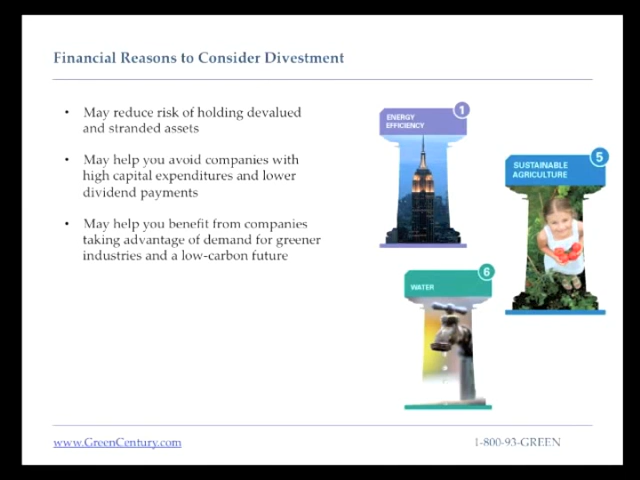 Financial Reasons to Consider Divestment
• May reduce risk of holding devalued
and stranded assets
• May help you avoid companies with
high capital expenditures and lower
dividend payments
• May help you benefit from companies
taking advantage of demand for greener
industries and a low-carbon future
1
ENERGY
EFFICIENCY
5
SUSTAINABLE
AGRICULTURE
6
WATER
www.GreenCentury.com
1-800-93-GREEN